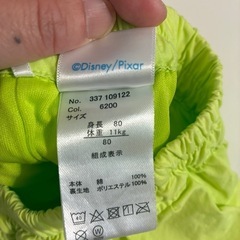 ©Disney/Pixar
No. 337 109122
Col. 6200
サイズ
身長 80
体重 11kg
80
組成表示
本体 綿 100%
裏生地 ポリエステル 100%